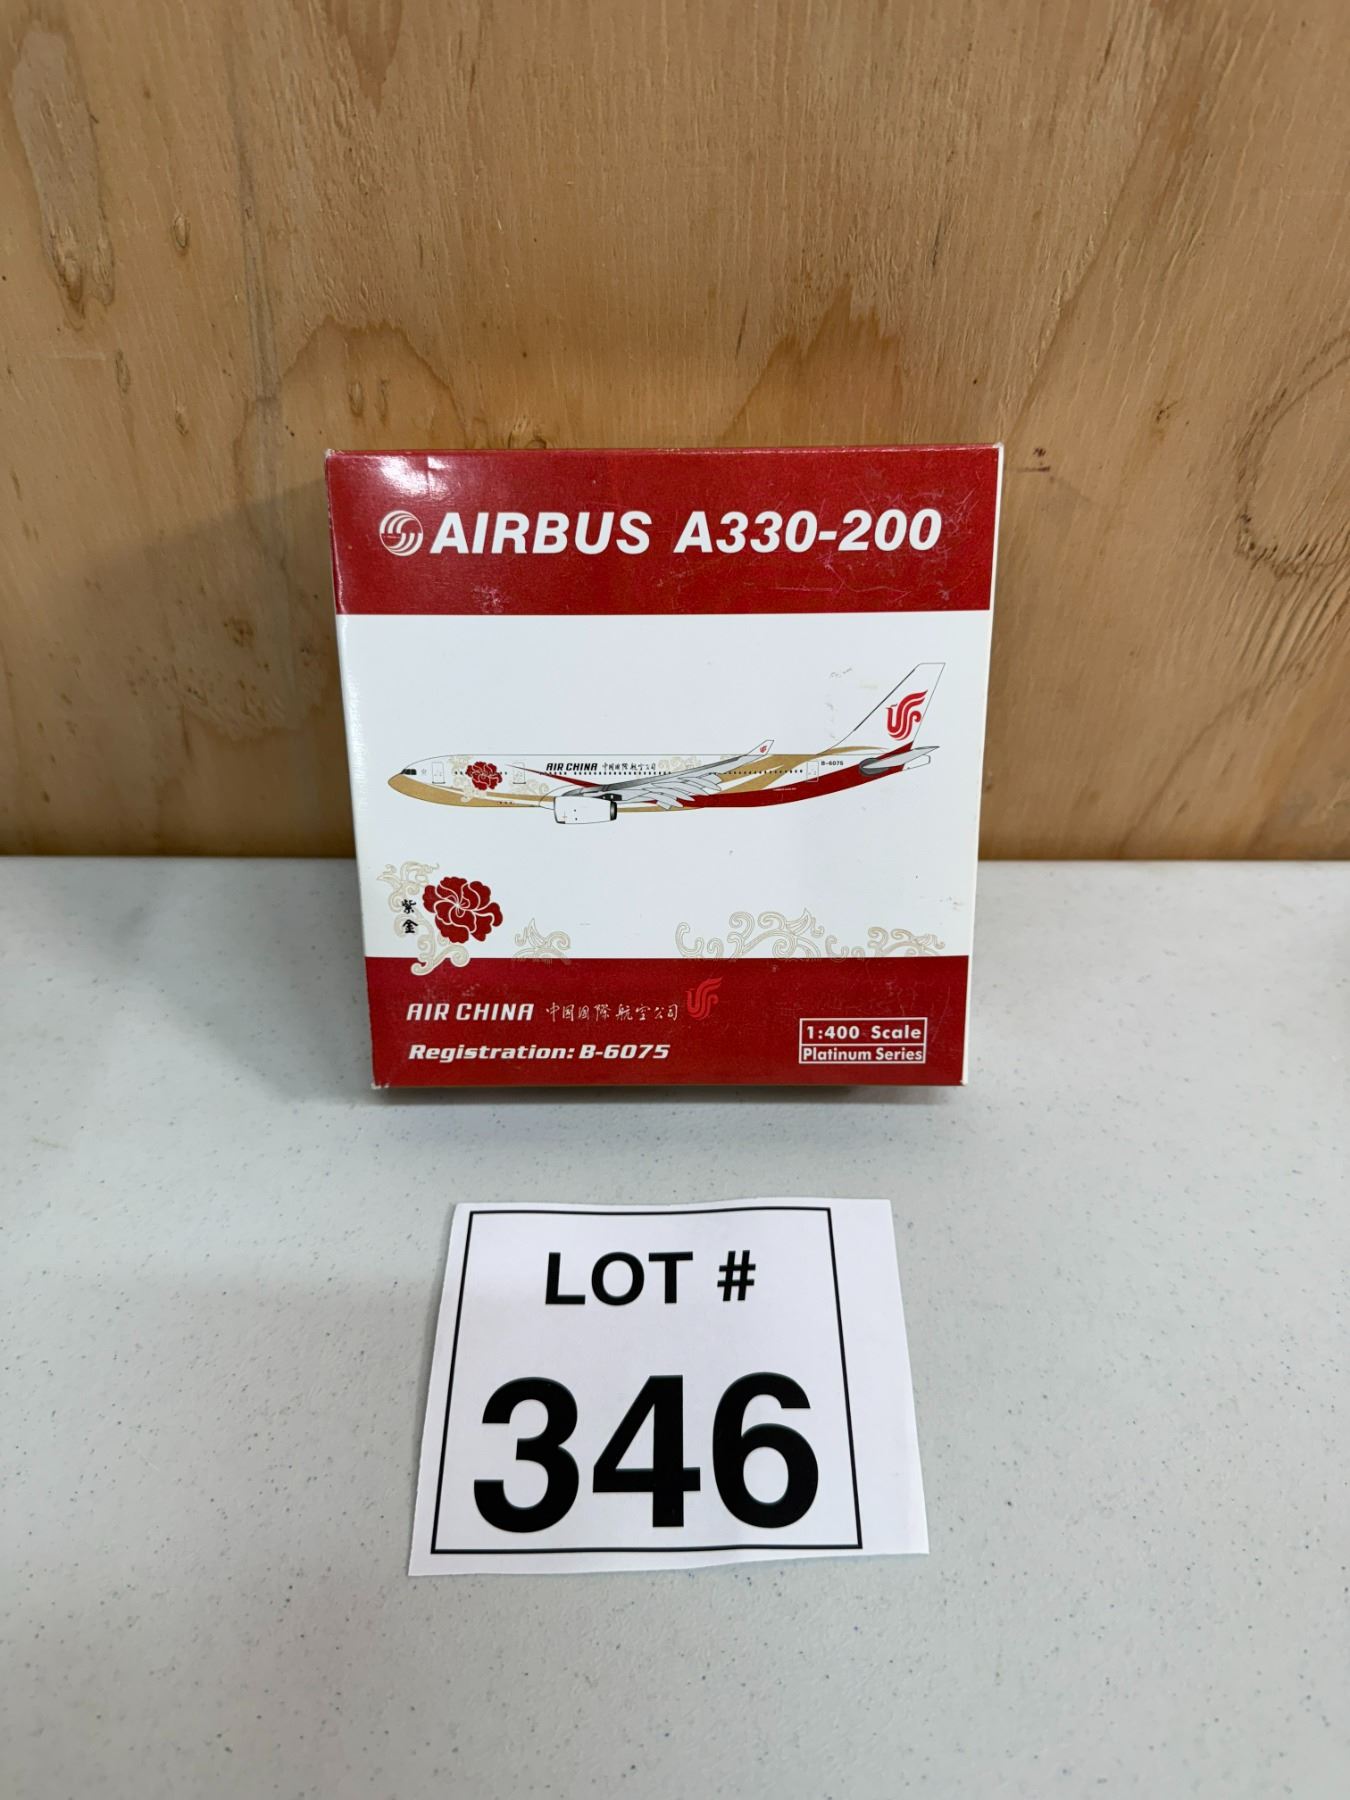 AIRBUS A330-200
AIR CHINA 中国国際航空公司
B-6075
紫金
AIR CHINA 中国国際航空公司
Registration: B-6075
1:400 Scale
Platinum Series
LOT #
346